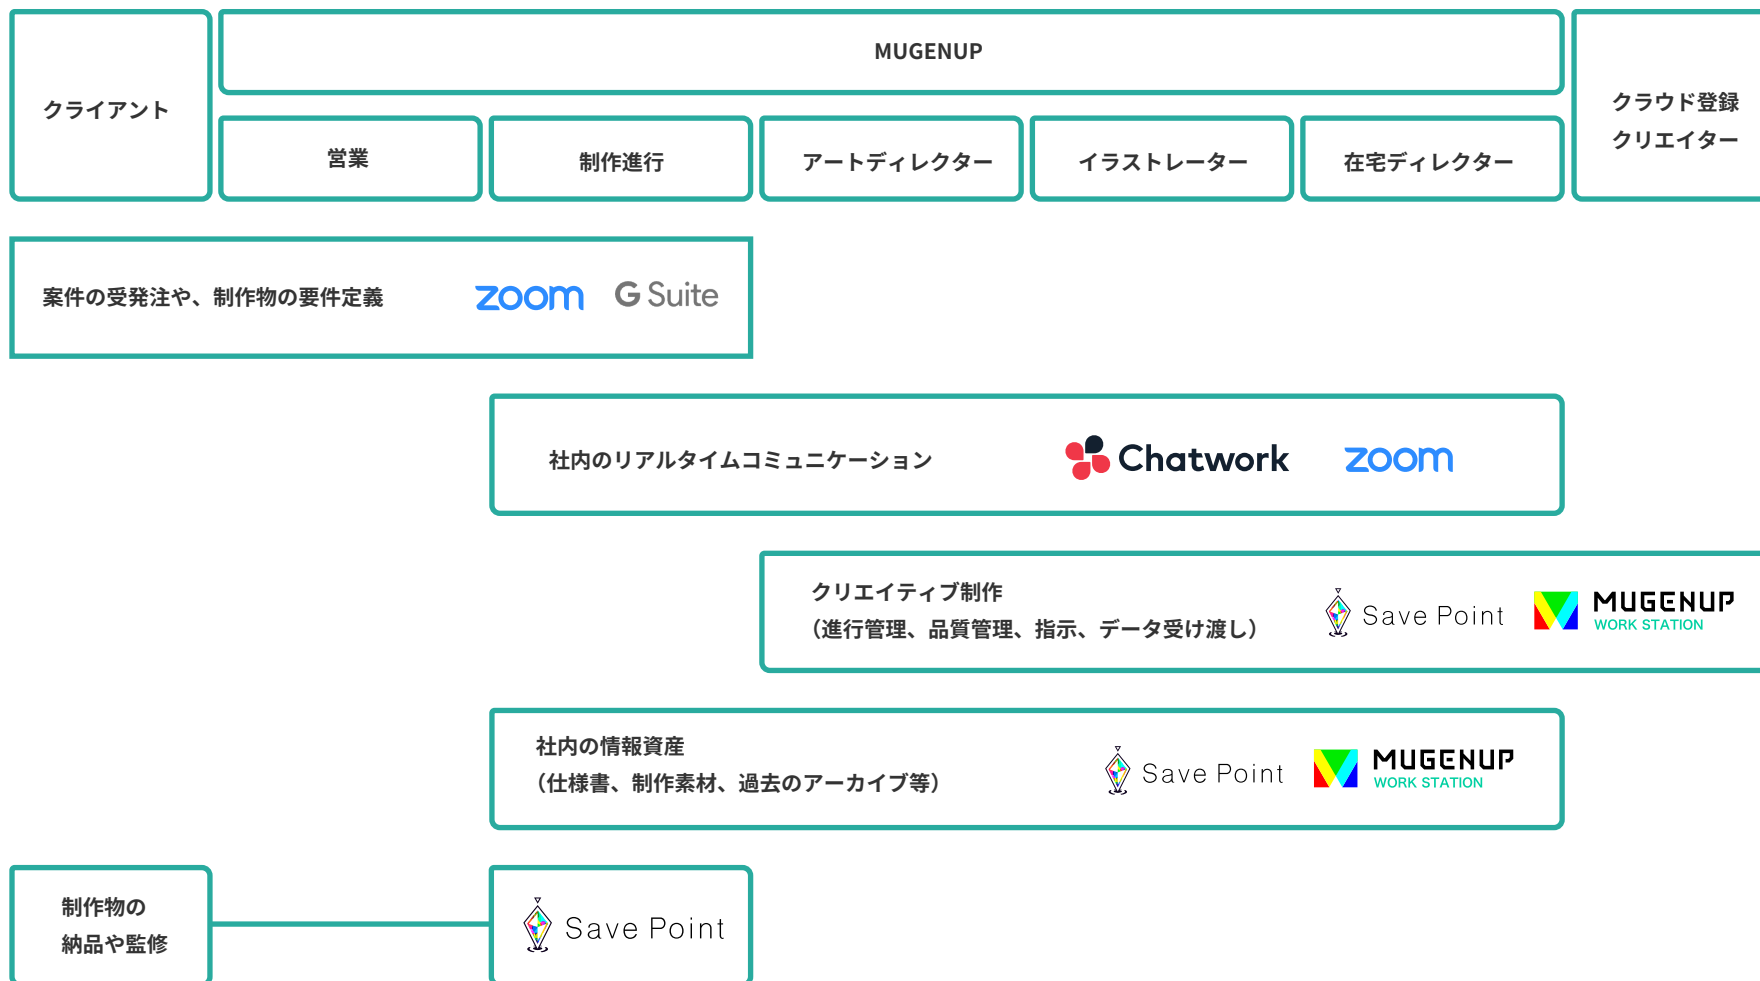 クライアント
MUGENUP
営業
制作進行
アートディレクター
イラストレーター
在宅ディレクター
クラウド登録
クリエイター
案件の受発注や、制作物の要件定義
zoom
G Suite
社内のリアルタイムコミュニケーション
Chatwork
zoom
クリエイティブ制作
（進行管理、品質管理、指示、データ受け渡し）
Save Point
MUGENUP
WORK STATION
社内の情報資産
（仕様書、制作素材、過去のアーカイブ等）
Save Point
MUGENUP
WORK STATION
制作物の
納品や監修
Save Point